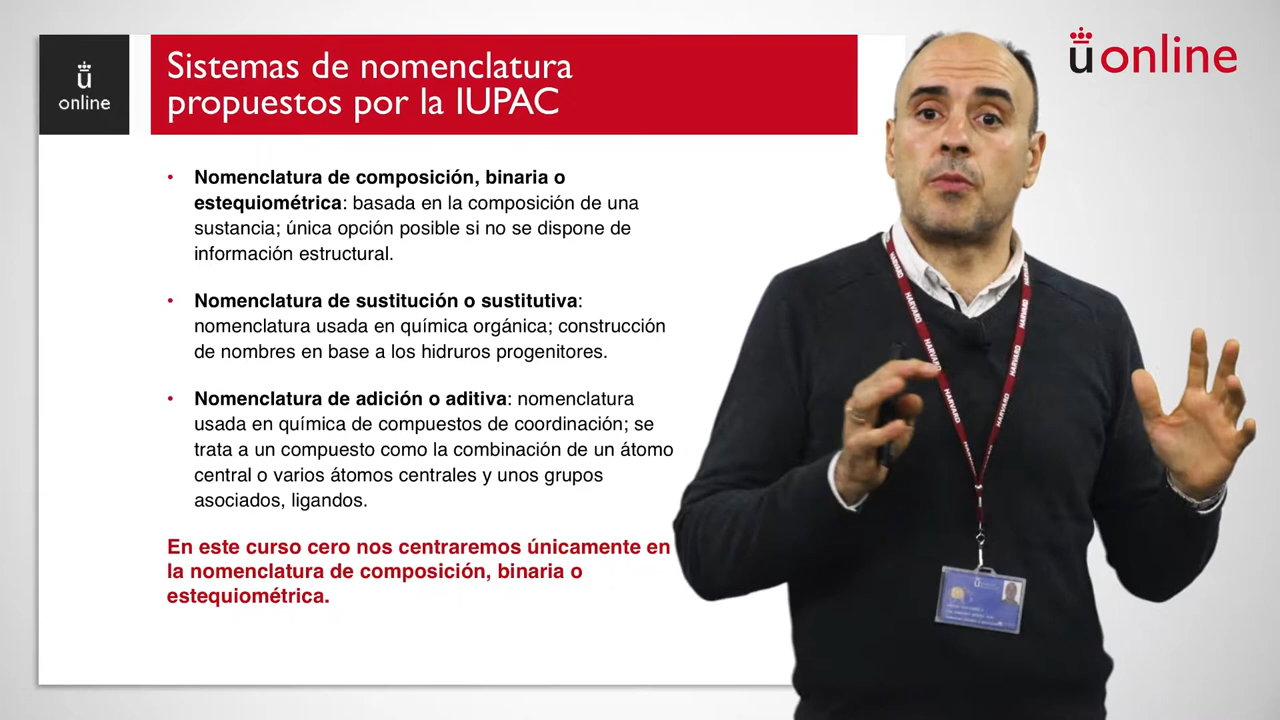 ü
online
Sistemas de nomenclatura
propuestos por la IUPAC
ü online
• Nomenclatura de composición, binaria o
estequiométrica: basada en la composición de una
sustancia; única opción posible si no se dispone de
información estructural.
• Nomenclatura de sustitución o sustitutiva:
nomenclatura usada en química orgánica; construcción
de nombres en base a los hidruros progenitores.
• Nomenclatura de adición o aditiva: nomenclatura
usada en química de compuestos de coordinación; se
trata a un compuesto como la combinación de un átomo
central o varios átomos centrales y unos grupos
asociados, ligandos.
En este curso cero nos centraremos únicamente en
la nomenclatura de composición, binaria o
estequiométrica.
HARVARD
HARVARD
HARVARD
HARVARD
HARVARD
HARVARD
HARVARD
ü